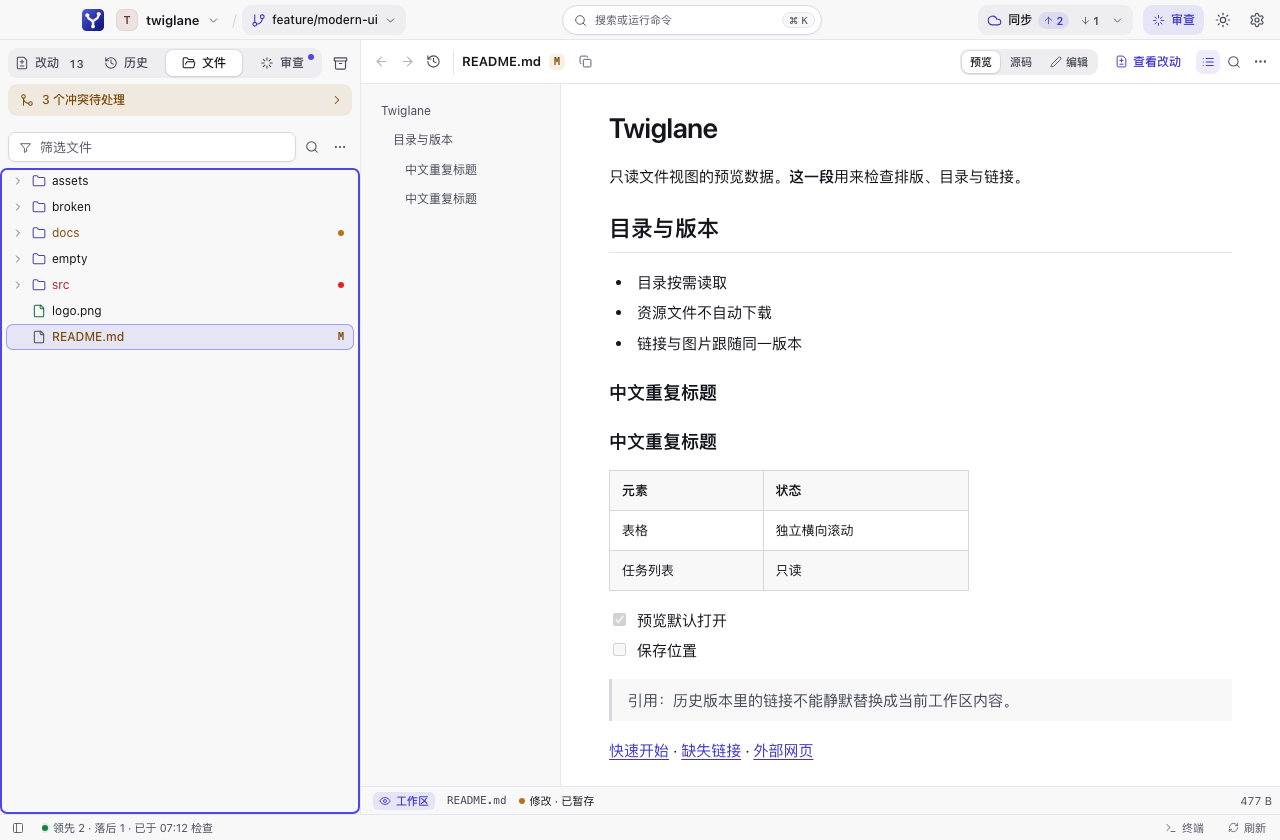 T twiglane / feature/modern-ui 搜索或运行命令 ⌘ K 同步 ↑ 2 ↓ 1 审查
改动 13 历史 文件 审查
README.md M 预览 源码 编辑 查看改动
3 个冲突待处理
筛选文件
assets
broken
docs
empty
src
logo.png
README.md M
Twiglane
目录与版本
中文重复标题
中文重复标题
Twiglane
只读文件视图的预览数据。这一段用来检查排版、目录与链接。
目录与版本
• 目录按需读取
• 资源文件不自动下载
• 链接与图片跟随同一版本
中文重复标题
中文重复标题
元素 状态
表格 独立横向滚动
任务列表 只读
预览默认打开
保存位置
引用：历史版本里的链接不能静默替换成当前工作区内容。
快速开始 · 缺失链接 · 外部网页
工作区 README.md 修改 · 已暂存 477 B
领先 2 · 落后 1 · 已于 07:12 检查 终端 刷新